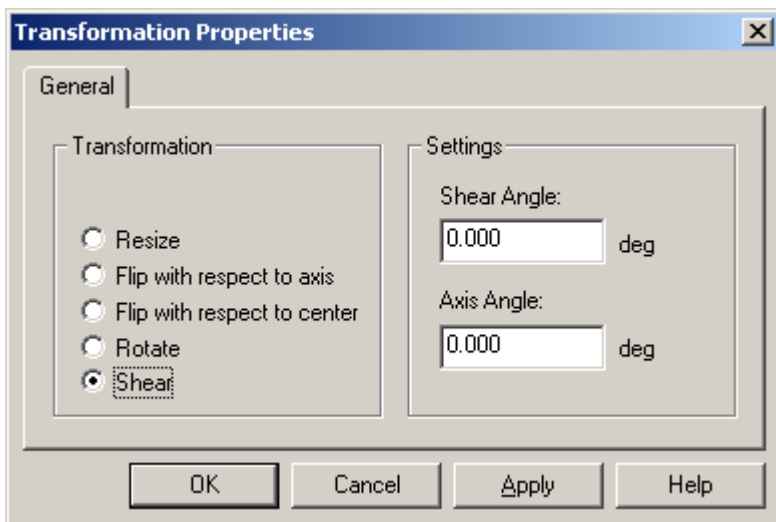 Transformation Properties
General
Transformation
Resize
Flip with respect to axis
Flip with respect to center
Rotate
Shear
Settings
Shear Angle:
0.000 deg
Axis Angle:
0.000 deg
OK Cancel Apply Help